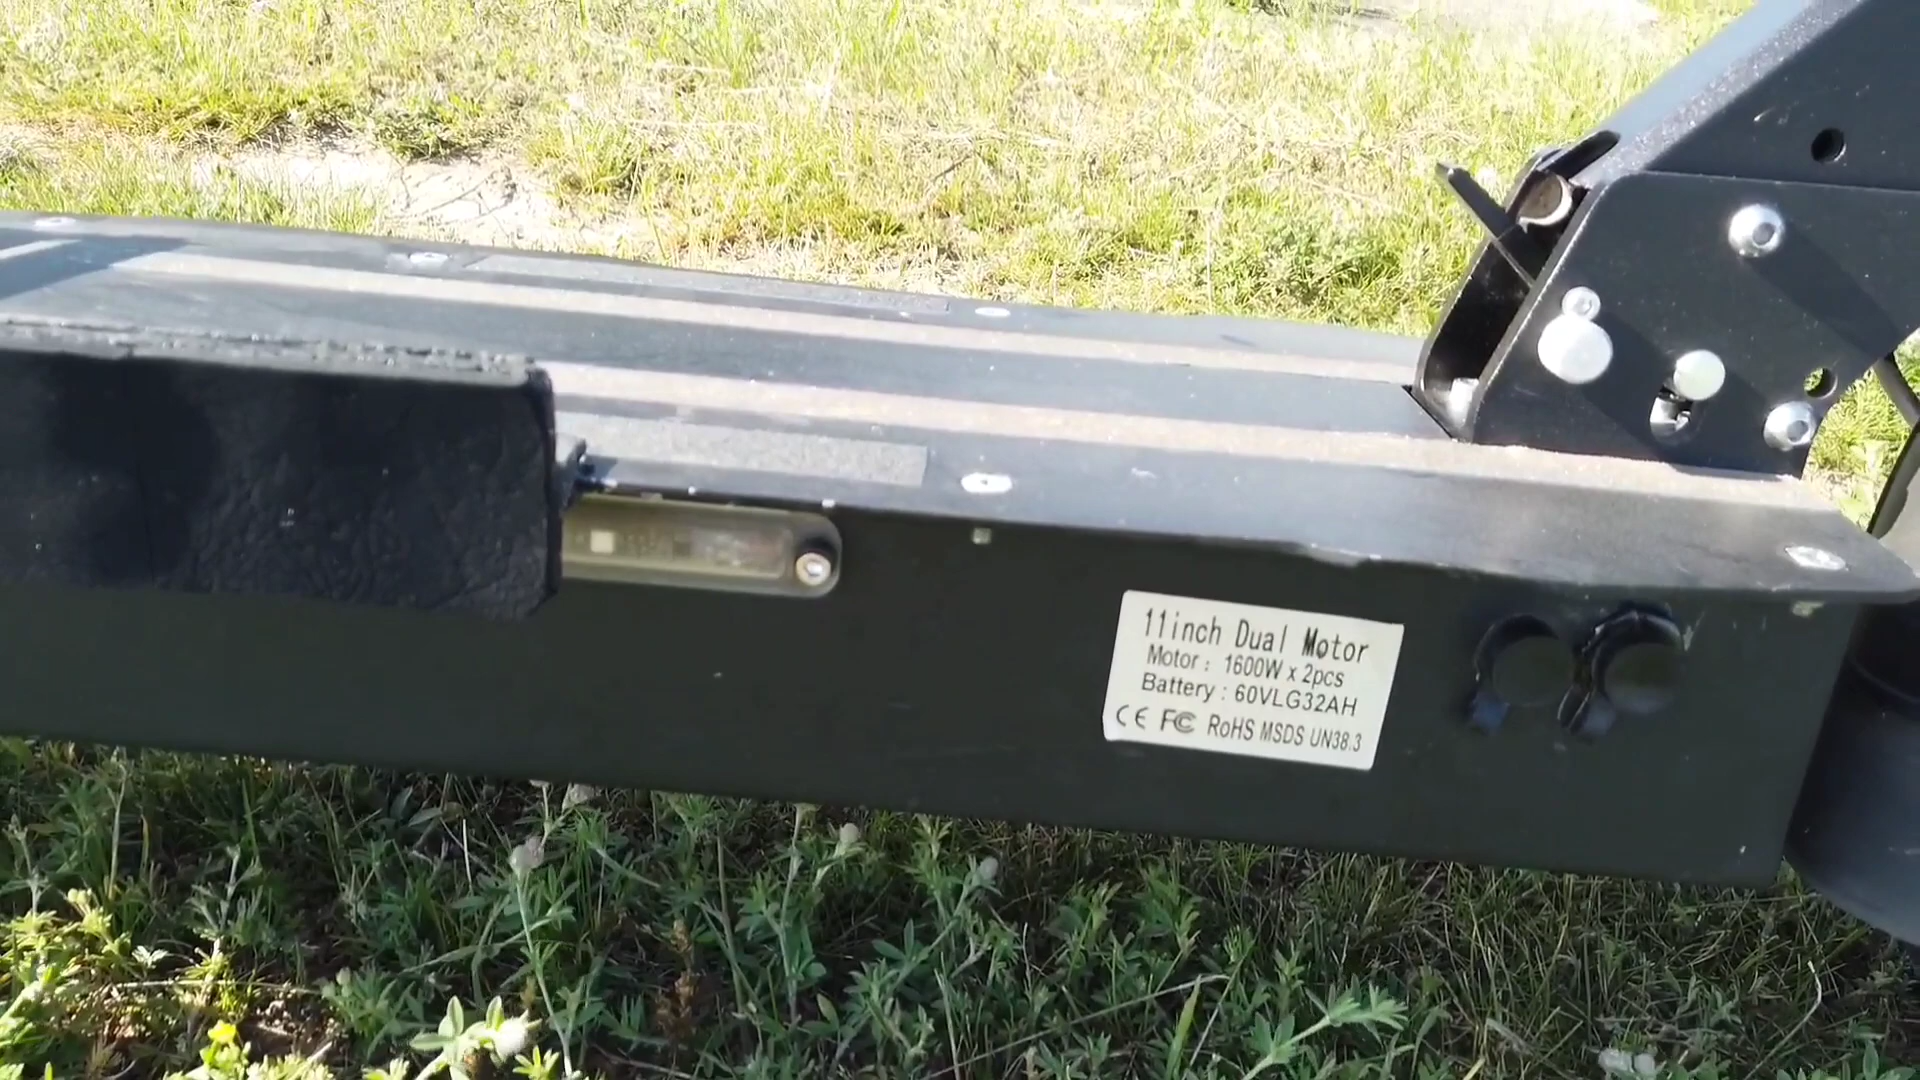 11inch Dual Motor
Motor : 1600W x 2pcs
Battery : 60VLG32AH
CE FC RoHS MSDS UN38.3